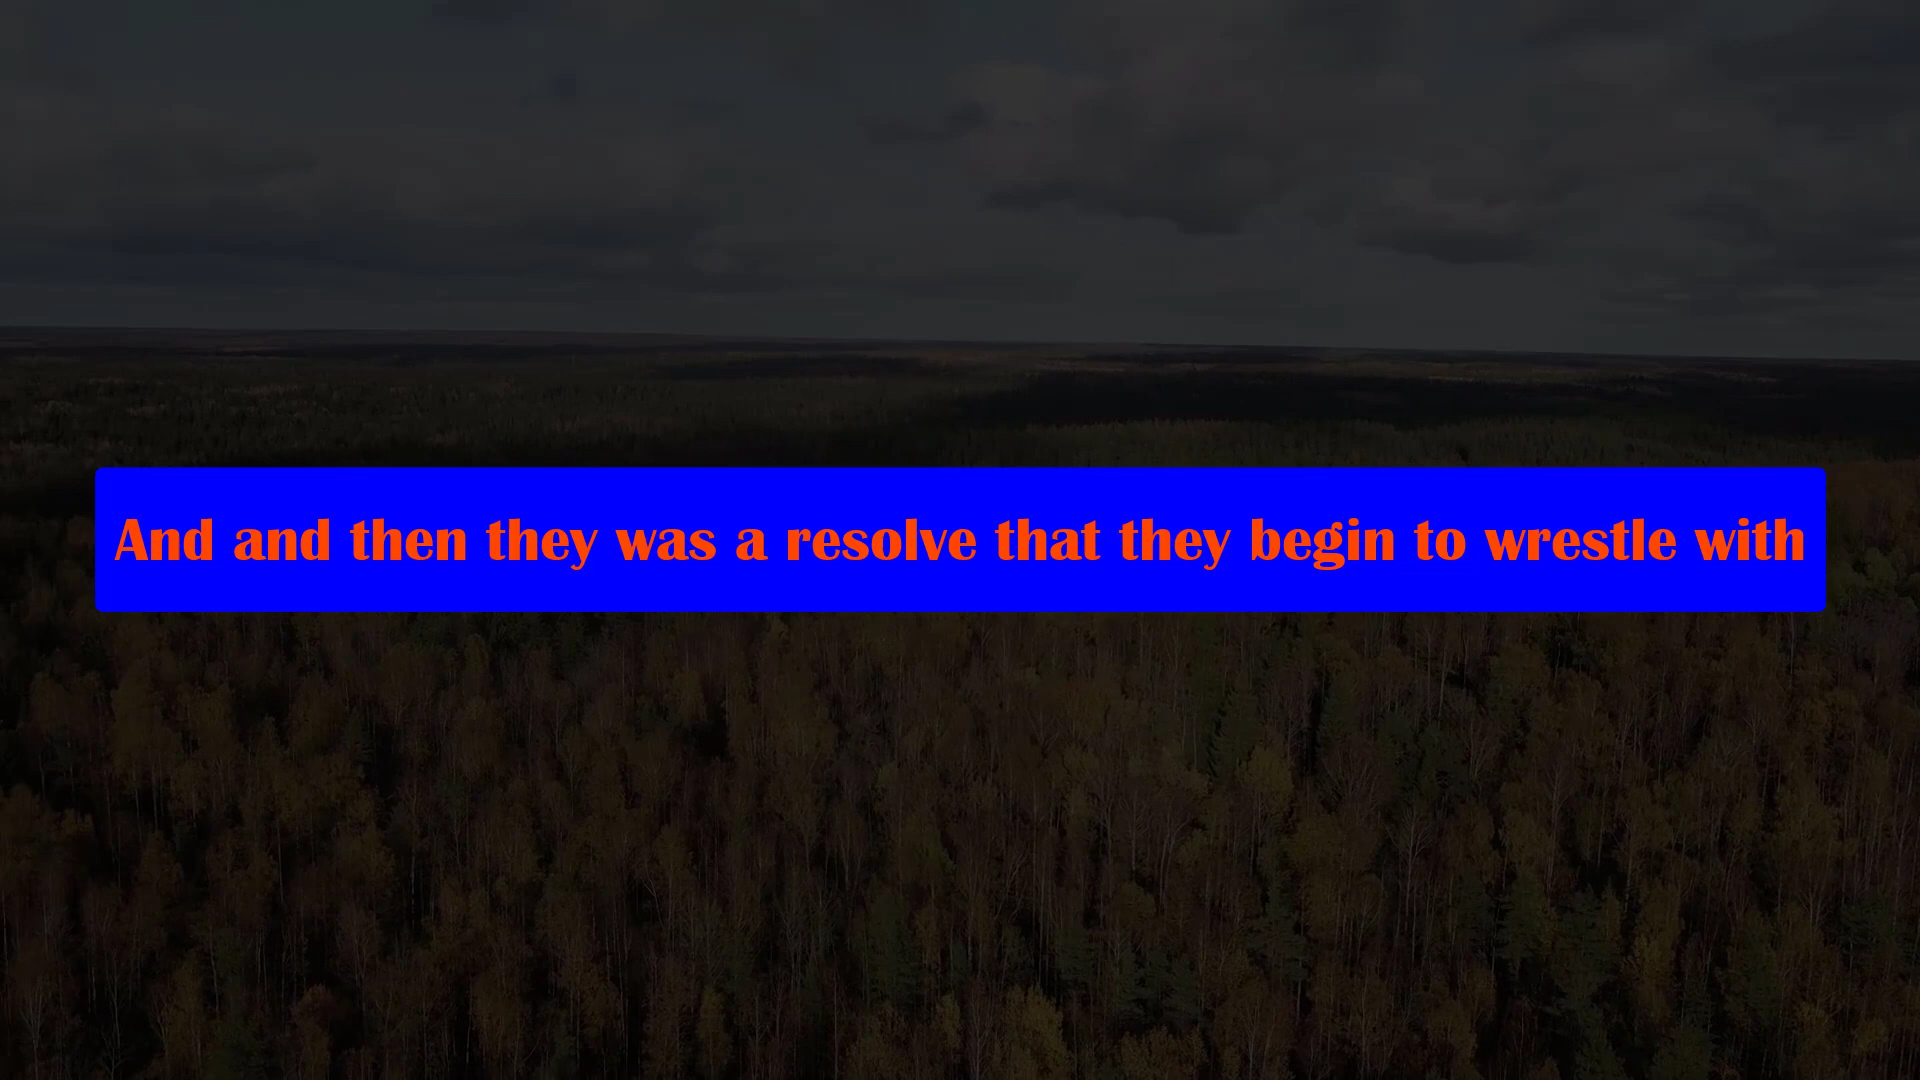 And and then they was a resolve that they begin to wrestle with